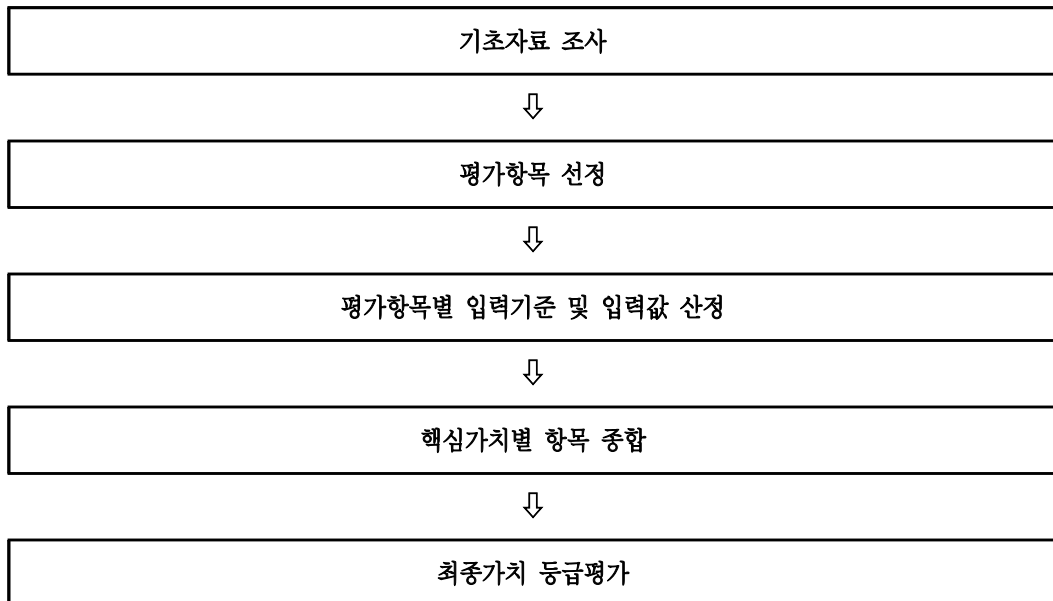 기초자료 조사
⇩
평가항목 선정
⇩
평가항목별 입력기준 및 입력값 산정
⇩
핵심가치별 항목 종합
⇩
최종가치 등급평가